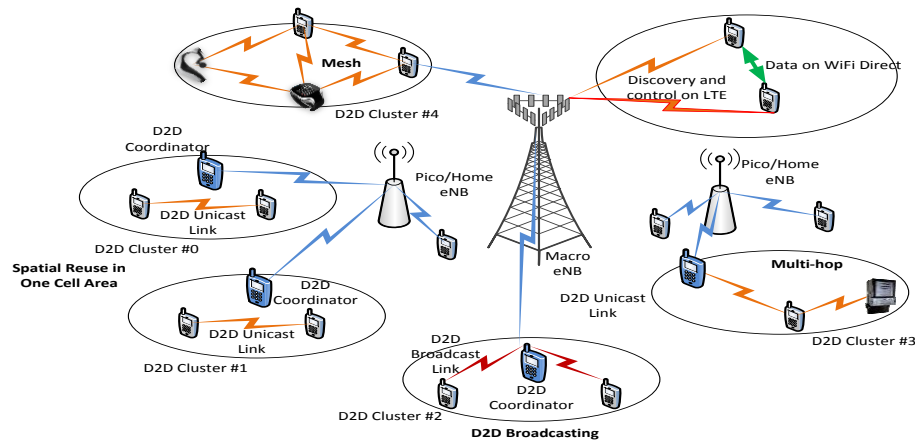 Mesh
D2D Cluster #4
Discovery and
control on LTE
Data on WiFi Direct
D2D
Coordinator
D2D Unicast
Link
D2D Cluster #0
Pico/Home
eNB
Pico/Home
eNB
Spatial Reuse in
One Cell Area
D2D
Coordinator
D2D Unicast
Link
D2D Cluster #1
Macro
eNB
Multi-hop
D2D Unicast
Link
D2D Cluster #3
D2D
Broadcast
Link
D2D
Coordinator
D2D Cluster #2
D2D Broadcasting